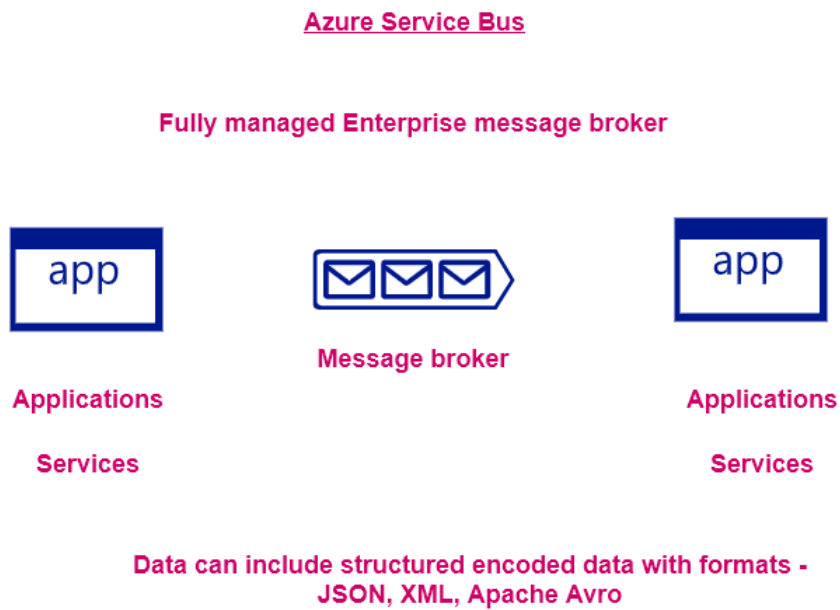 Azure Service Bus
Fully managed Enterprise message broker
app
app
Message broker
Applications
Applications
Services
Services
Data can include structured encoded data with formats -
JSON, XML, Apache Avro